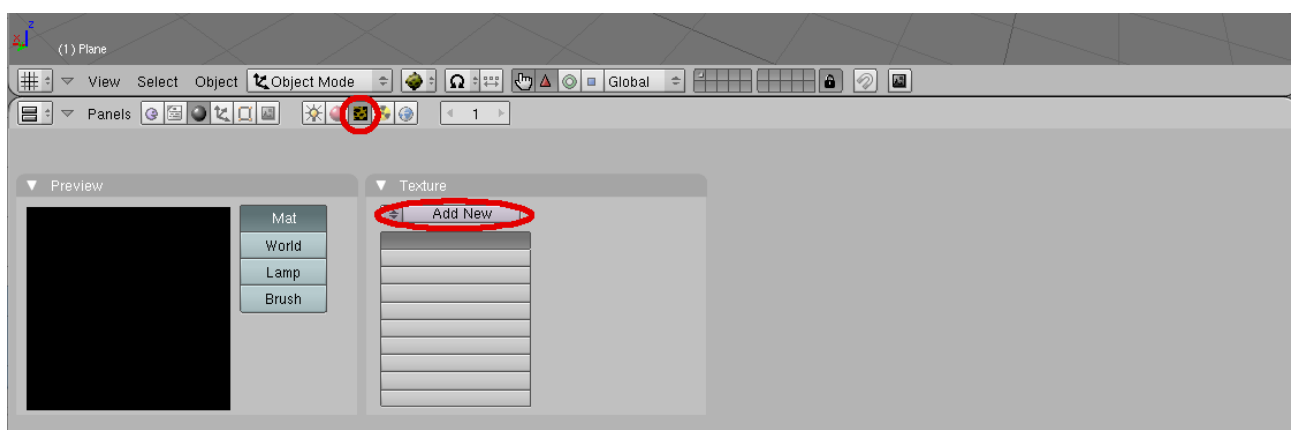 z
x
(1) Plane
View Select Object Object Mode Global
Panels 1
Preview
Texture
Mat
World
Lamp
Brush
Add New